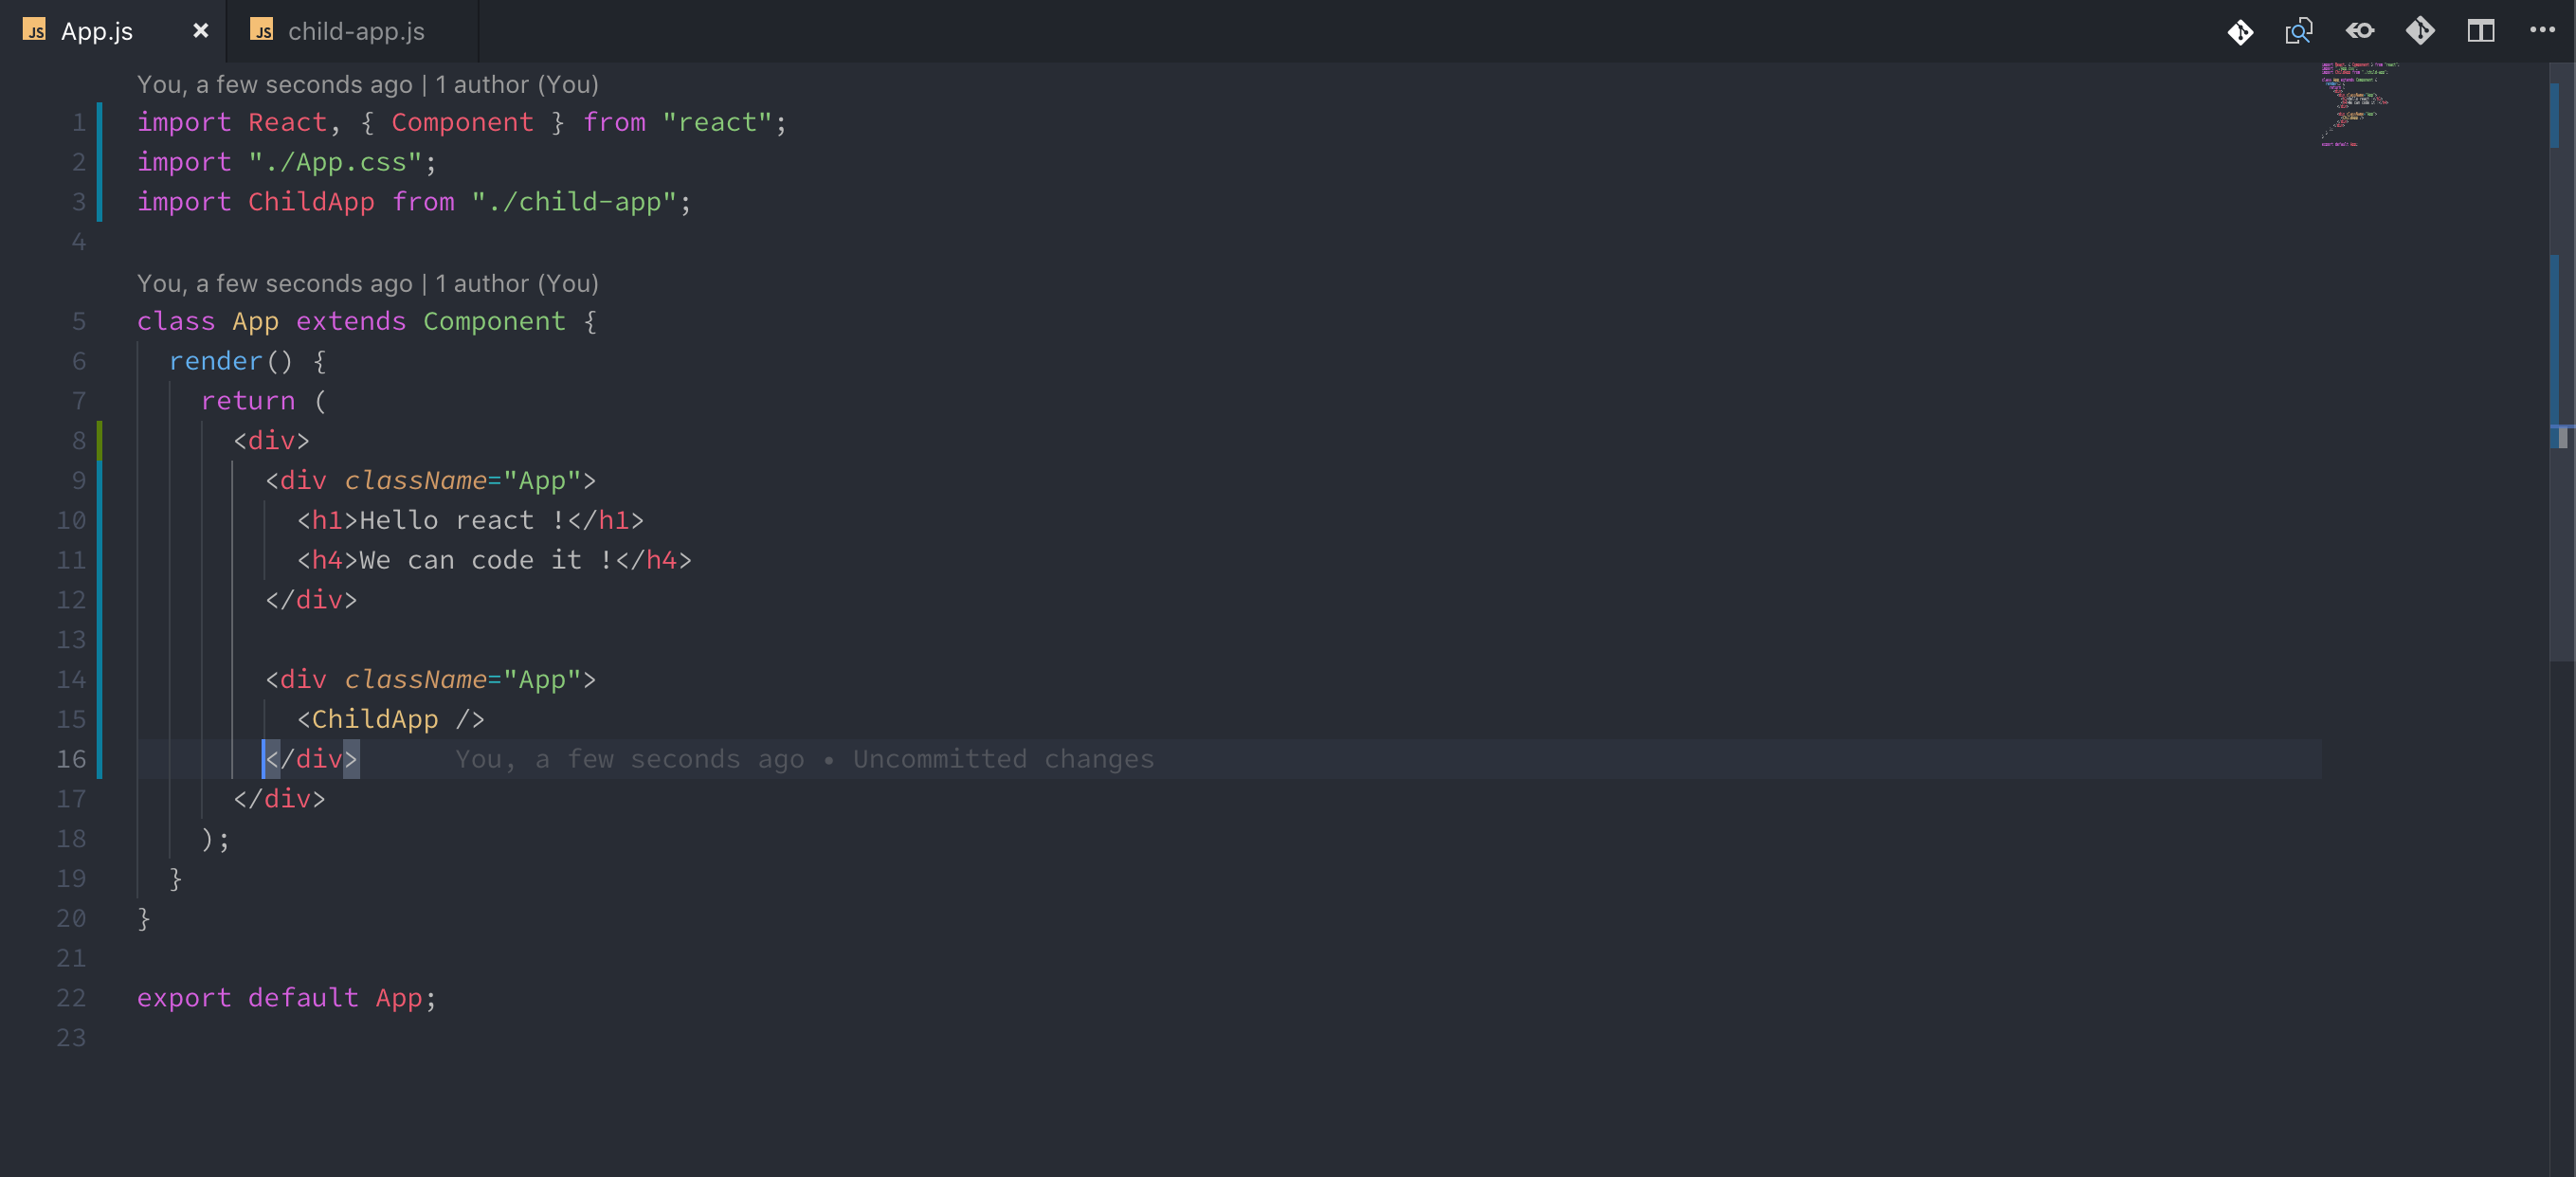 JS App.js × JS child-app.js
You, a few seconds ago | 1 author (You)
1 import React, { Component } from "react";
2 import "./App.css";
3 import ChildApp from "./child-app";
4
You, a few seconds ago | 1 author (You)
5 class App extends Component {
6 render() {
7 return (
8 <div>
9 <div className="App">
10 <h1>Hello react !</h1>
11 <h4>We can code it !</h4>
12 </div>
13
14 <div className="App">
15 <ChildApp />
16 </div> You, a few seconds ago • Uncommitted changes
17 </div>
18 );
19 }
20 }
21
22 export default App;
23